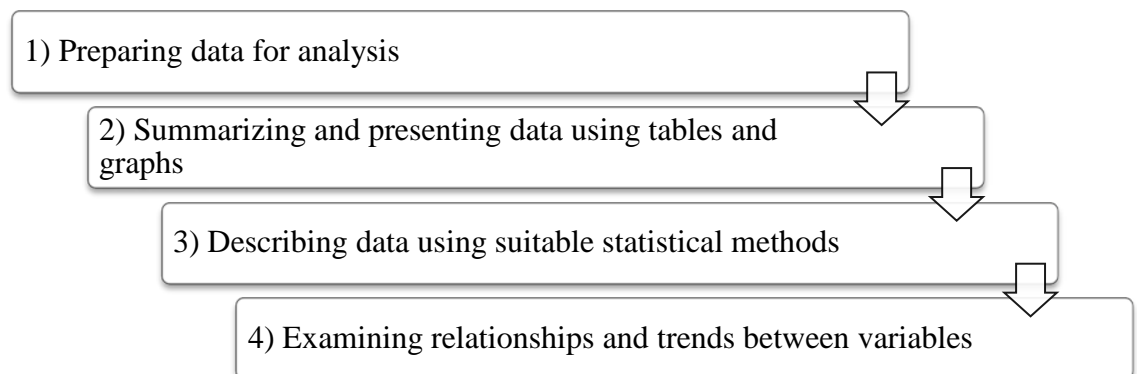 1) Preparing data for analysis
2) Summarizing and presenting data using tables and
graphs
3) Describing data using suitable statistical methods
4) Examining relationships and trends between variables